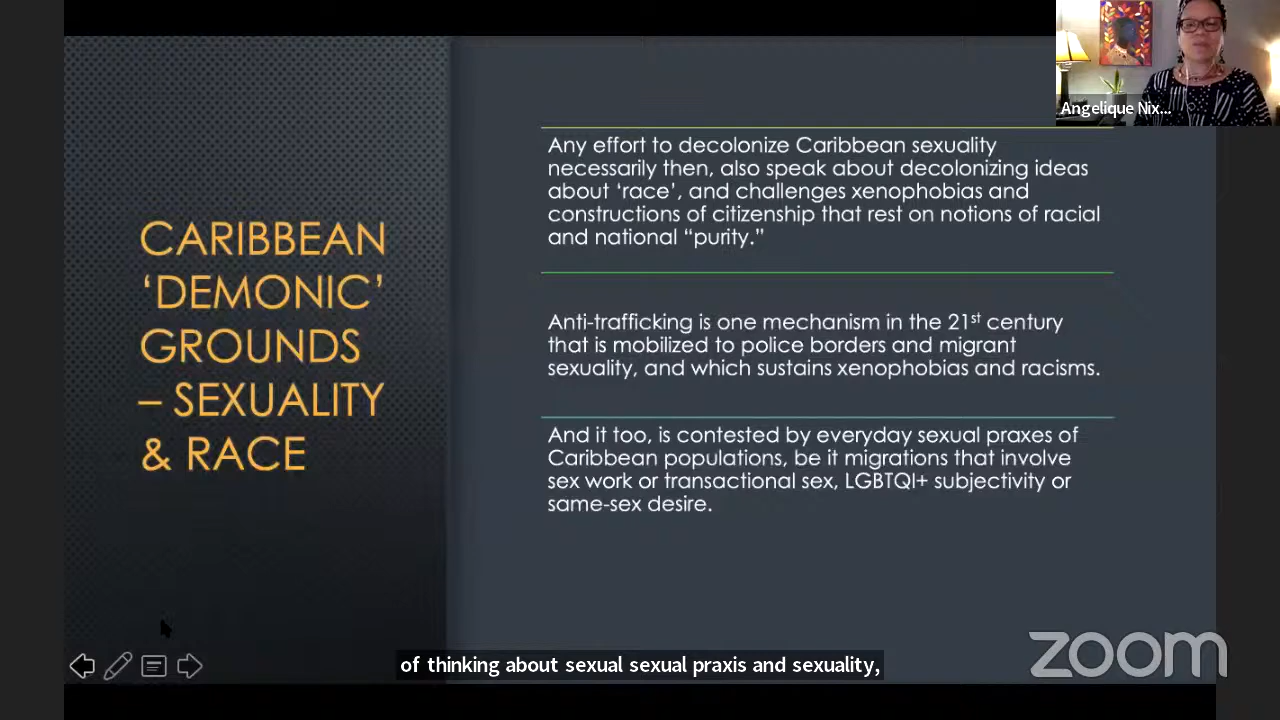 Angelique Nix...
Any effort to decolonize Caribbean sexuality
necessarily then, also speak about decolonizing ideas
about ‘race’, and challenges xenophobias and
constructions of citizenship that rest on notions of racial
and national “purity.”
CARIBBEAN
‘DEMONIC’
GROUNDS
– SEXUALITY
& RACE
Anti-trafficking is one mechanism in the 21st century
that is mobilized to police borders and migrant
sexuality, and which sustains xenophobias and racisms.
And it too, is contested by everyday sexual praxes of
Caribbean populations, be it migrations that involve
sex work or transactional sex, LGBTQI+ subjectivity or
same-sex desire.
of thinking about sexual sexual praxis and sexuality,
zoom